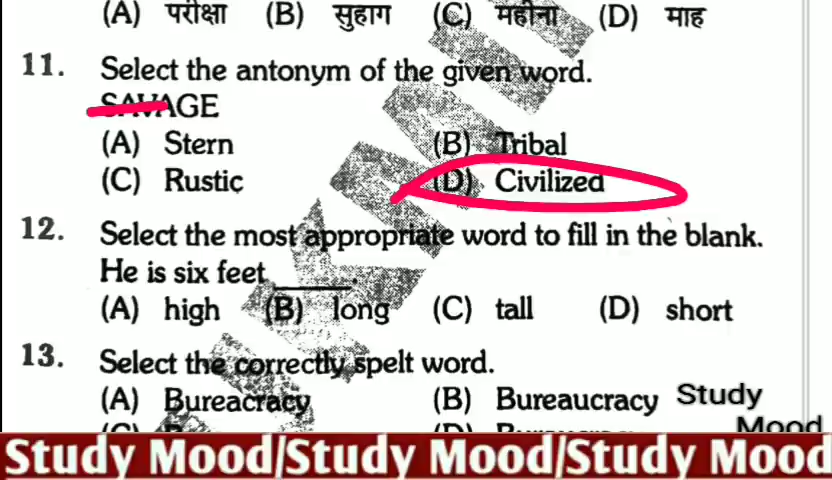 (A) परीक्षा (B) सुहाग (C) महीना (D) माह
11. Select the antonym of the given word.
SAVAGE
(A) Stern (B) Tribal
(C) Rustic (D) Civilized
12. Select the most appropriate word to fill in the blank.
He is six feet ______.
(A) high (B) long (C) tall (D) short
13. Select the correctly spelt word.
(A) Bureacracy (B) Bureaucracy
Study
Mood
Study Mood/Study Mood/Study Mood